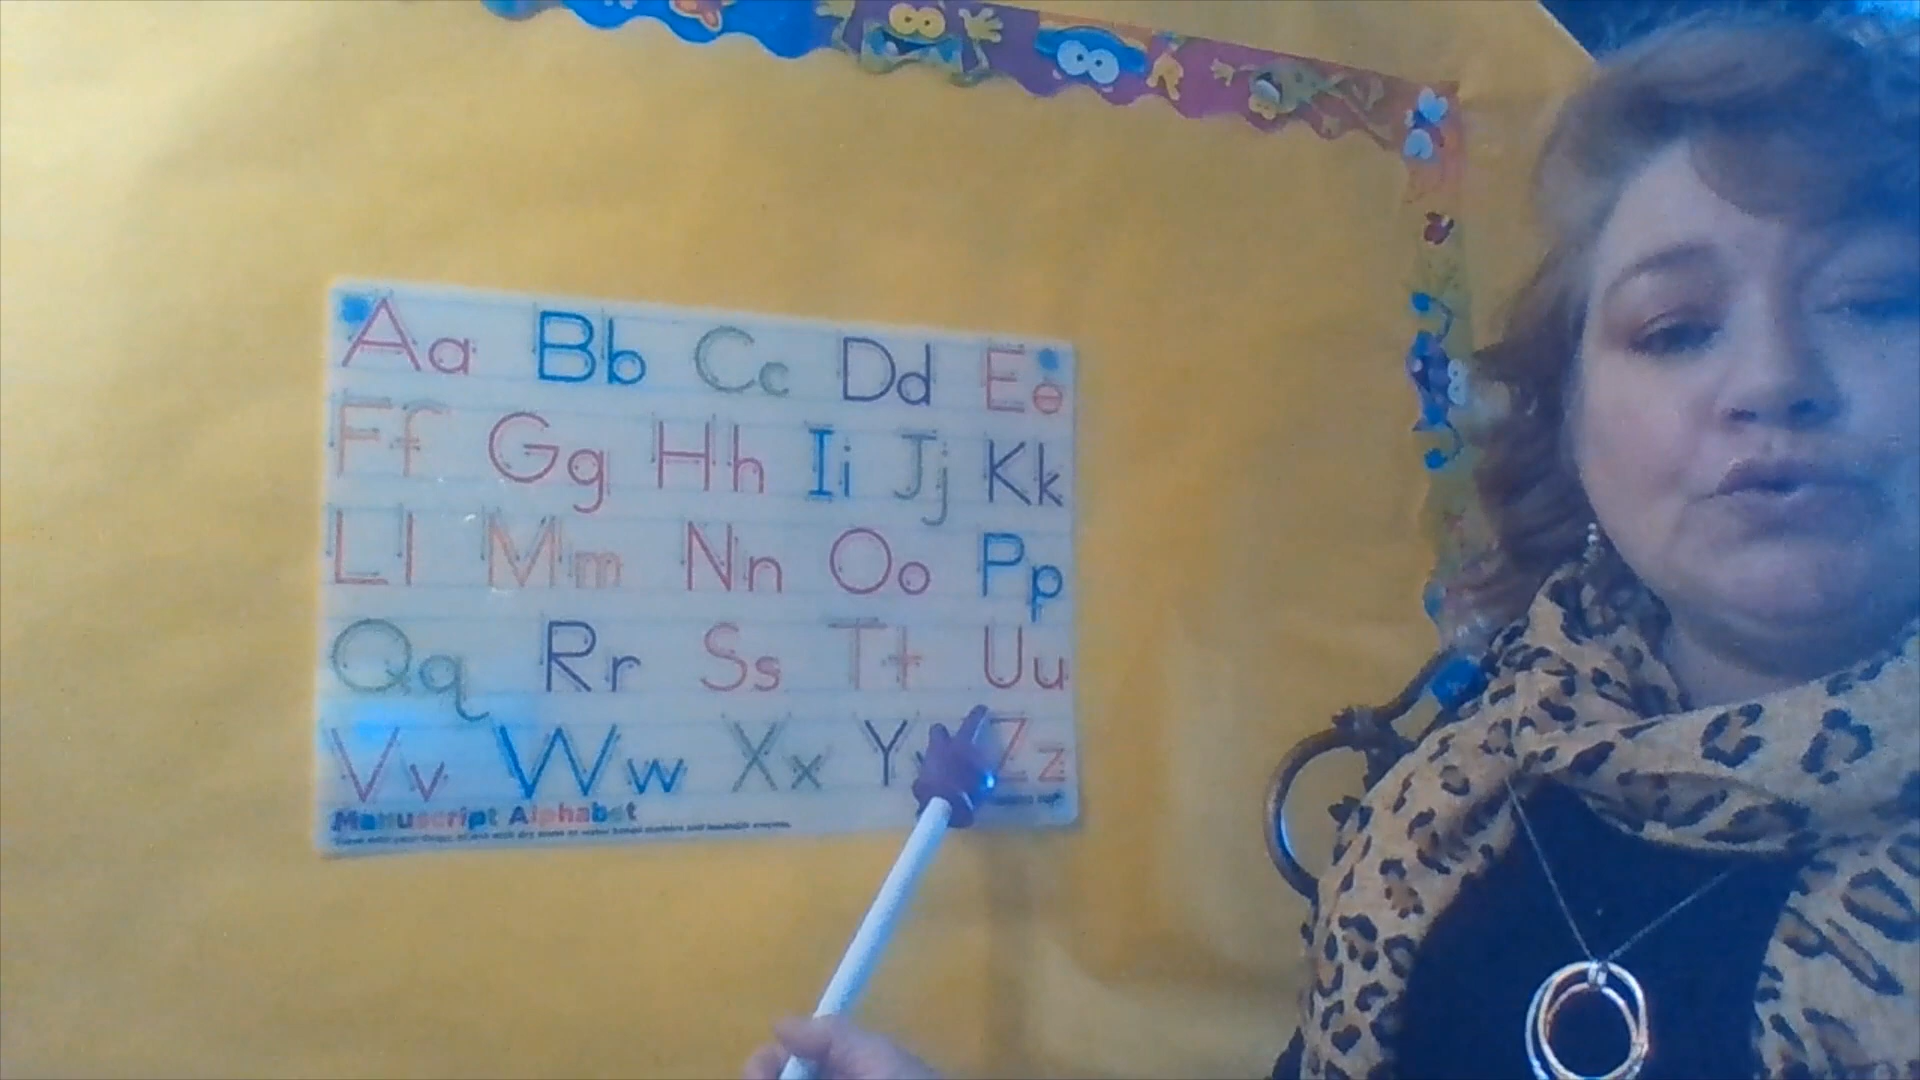 Aa Bb Cc Dd Ee
Ff Gg Hh Ii Jj Kk
Ll Mm Nn Oo Pp
Qq Rr Ss Tt Uu
Vv Ww Xx Y Zz
Manuscript Alphabet